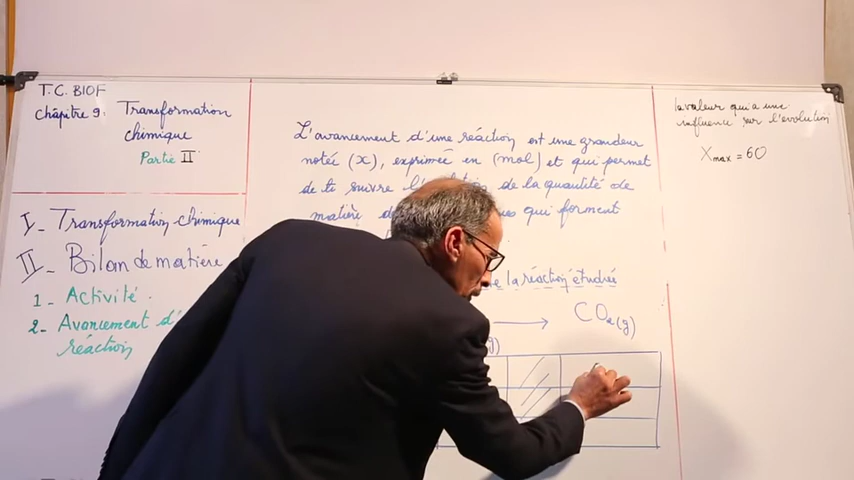 T.C. BIOF
chapitre 9: Transformation
chimique
Partie II
I - Transformation chimique
II - Bilan de matière
1 - Activité
2 - Avancement d'
réaction
L'avancement d'une réaction est une grandeur
notée (x), exprimée en (mol) et qui permet
de suivre l' de la quantité de
matière qui forment
la réaction étudiée
CO₂(g)
(g)
la valeur qui a une
influence sur l'évolution
Xmax = 60